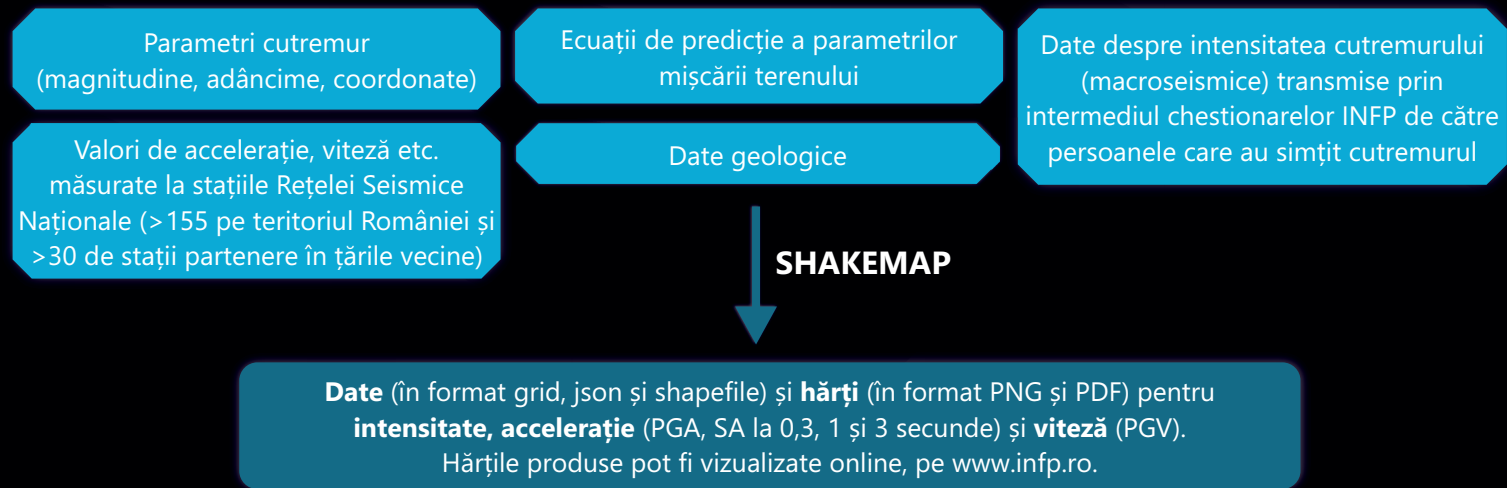 Parametri cutremur
(magnitudine, adâncime, coordonate)
Valori de accelerație, viteză etc.
măsurate la stațiile Rețelei Seismice
Naționale (>155 pe teritoriul României și
>30 de stații partenere în țările vecine)
Ecuații de predicție a parametrilor
mișcării terenului
Date geologice
Date despre intensitatea cutremurului
(macroseismice) transmise prin
intermediul chestionarelor INFP de către
persoanele care au simțit cutremurul
SHAKEMAP
Date (în format grid, json și shapefile) și hărți (în format PNG și PDF) pentru
intensitate, accelerație (PGA, SA la 0,3, 1 și 3 secunde) și viteză (PGV).
Hărțile produse pot fi vizualizate online, pe www.infp.ro.